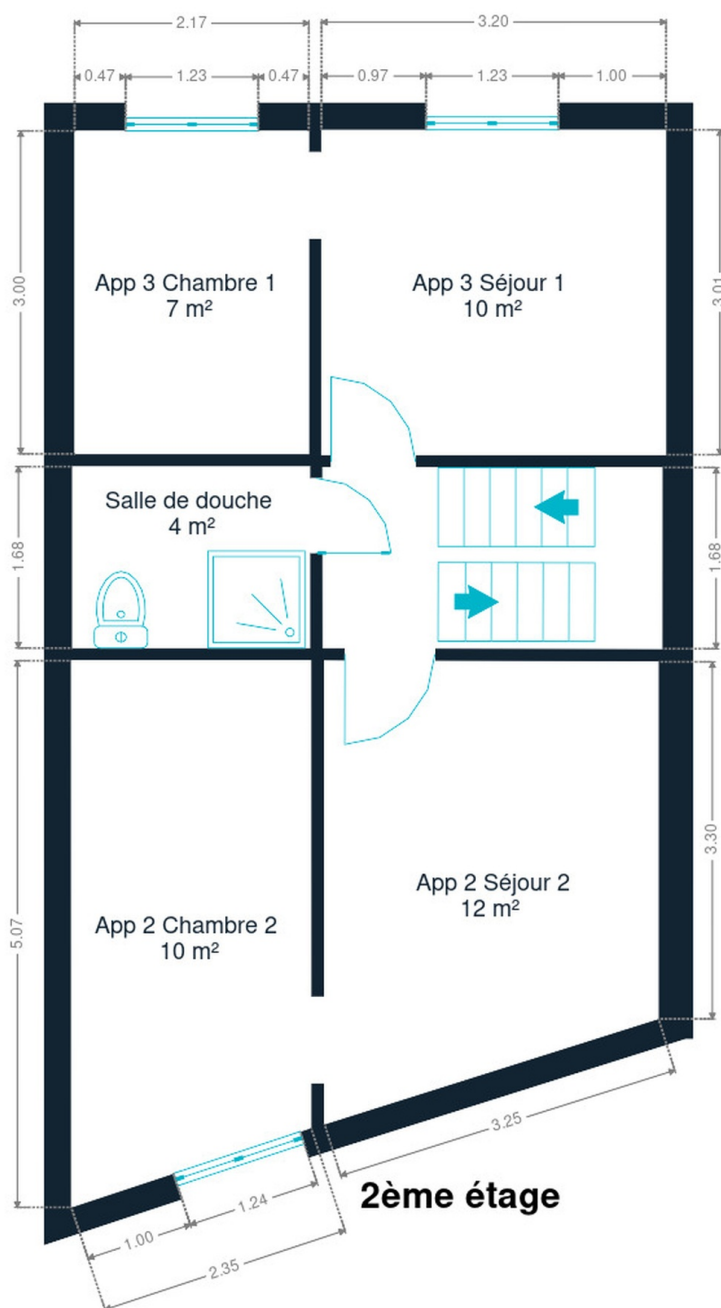 2.17
3.20
0.47
1.23
0.47
0.97
1.23
1.00
3.00
App 3 Chambre 1
7 m²
App 3 Séjour 1
10 m²
3.01
1.68
Salle de douche
4 m²
1.68
5.07
3.30
App 2 Chambre 2
10 m²
App 2 Séjour 2
12 m²
3.25
1.24
1.00
2.35
2ème étage